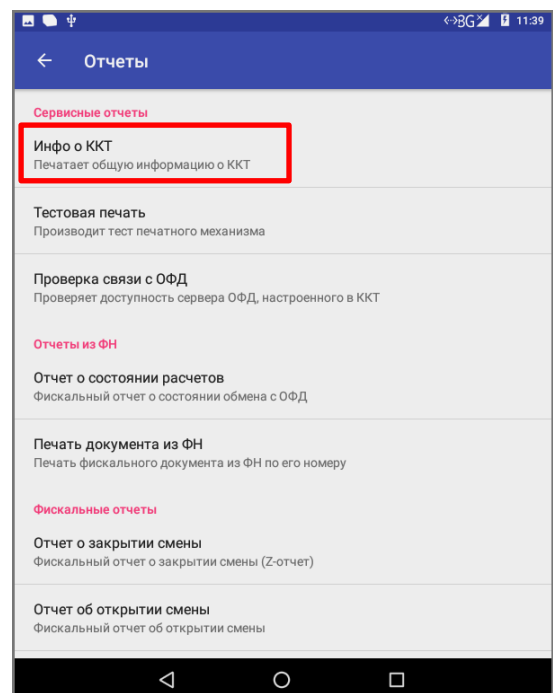 3G 11:39
Отчеты
Сервисные отчеты
Инфо о ККТ
Печатает общую информацию о ККТ
Тестовая печать
Производит тест печатного механизма
Проверка связи с ОФД
Проверяет доступность сервера ОФД, настроенного в ККТ
Отчеты из ФН
Отчет о состоянии расчетов
Фискальный отчет о состоянии обмена с ОФД
Печать документа из ФН
Печать фискального документа из ФН по его номеру
Фискальные отчеты
Отчет о закрытии смены
Фискальный отчет о закрытии смены (Z-отчет)
Отчет об открытии смены
Фискальный отчет об открытии смены